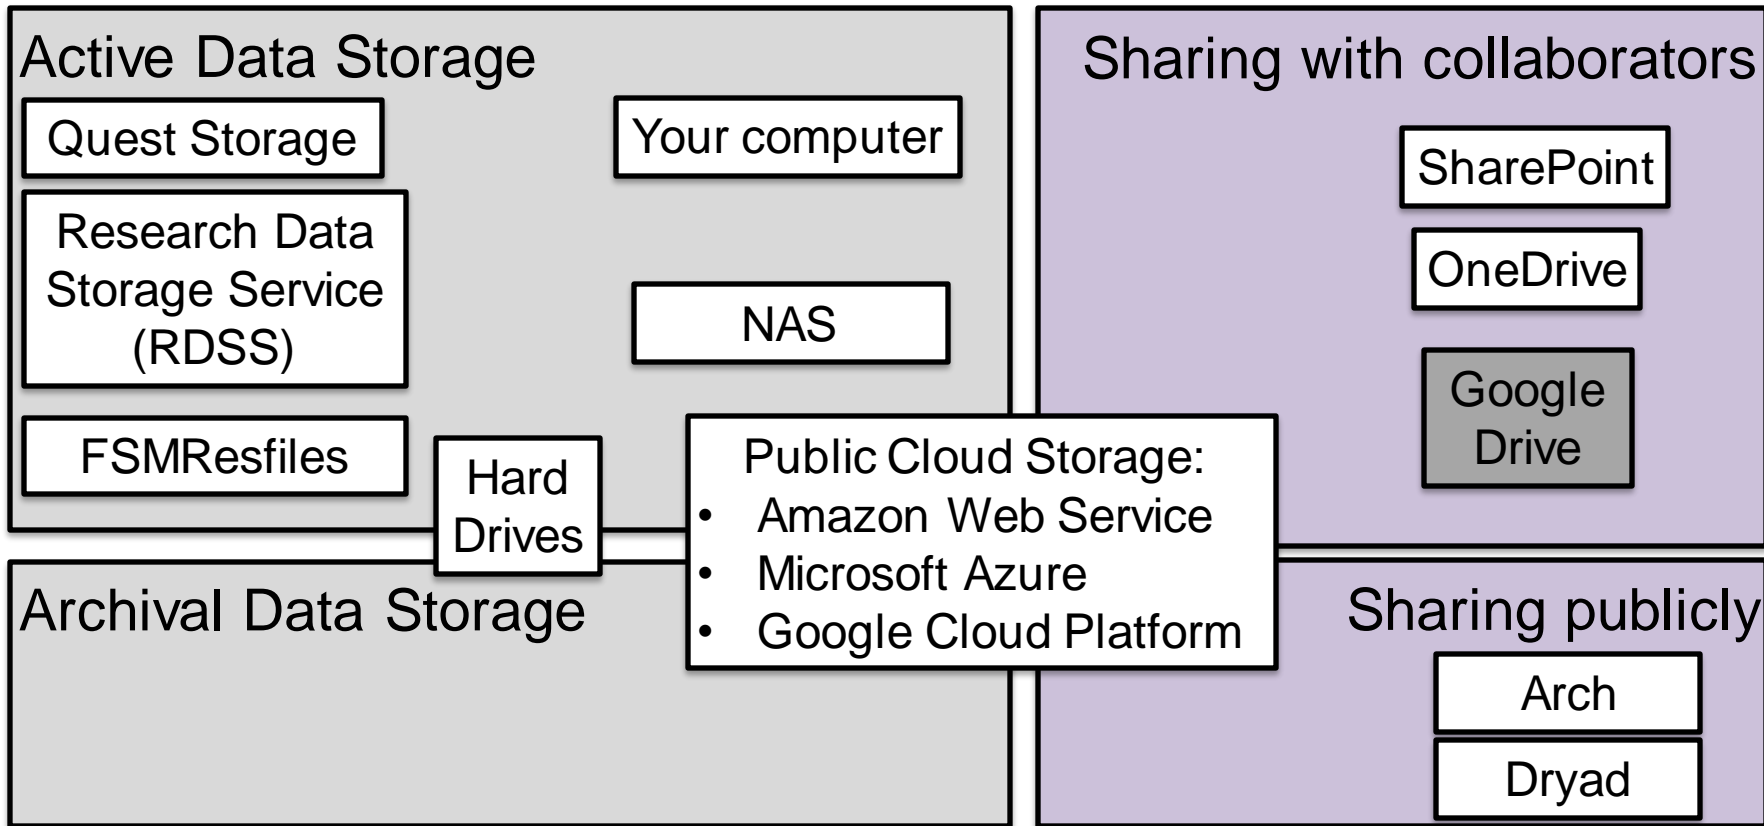 Active Data Storage
Quest Storage
Research Data
Storage Service
(RDSS)
FSMResfiles
Your computer
NAS
Hard
Drives
Public Cloud Storage:
• Amazon Web Service
• Microsoft Azure
• Google Cloud Platform
Sharing with collaborators
SharePoint
OneDrive
Google
Drive
Archival Data Storage
Sharing publicly
Arch
Dryad